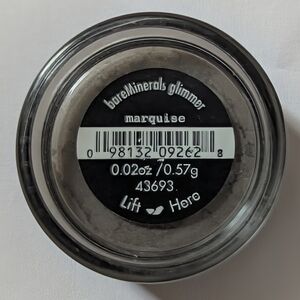 bareMinerals glimmer
marquise
0 98132 09262 8
0.02oz /0.57g
43693
Lift Here